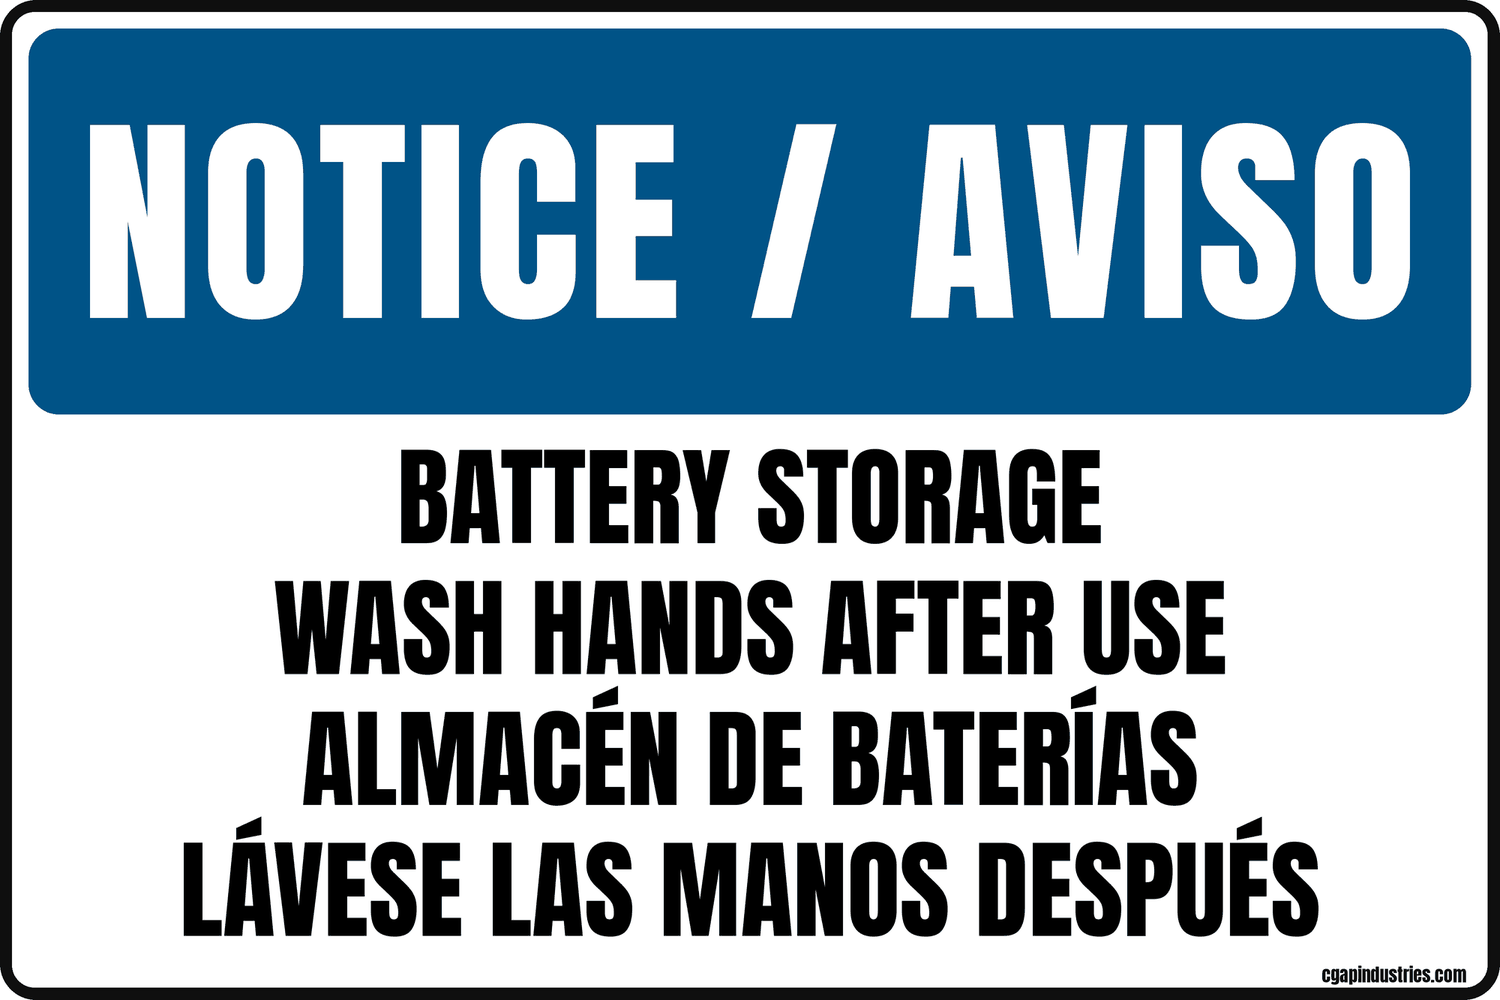 NOTICE / AVISO
BATTERY STORAGE
WASH HANDS AFTER USE
ALMACÉN DE BATERÍAS
LÁVESE LAS MANOS DESPUÉS
cgapindustries.com